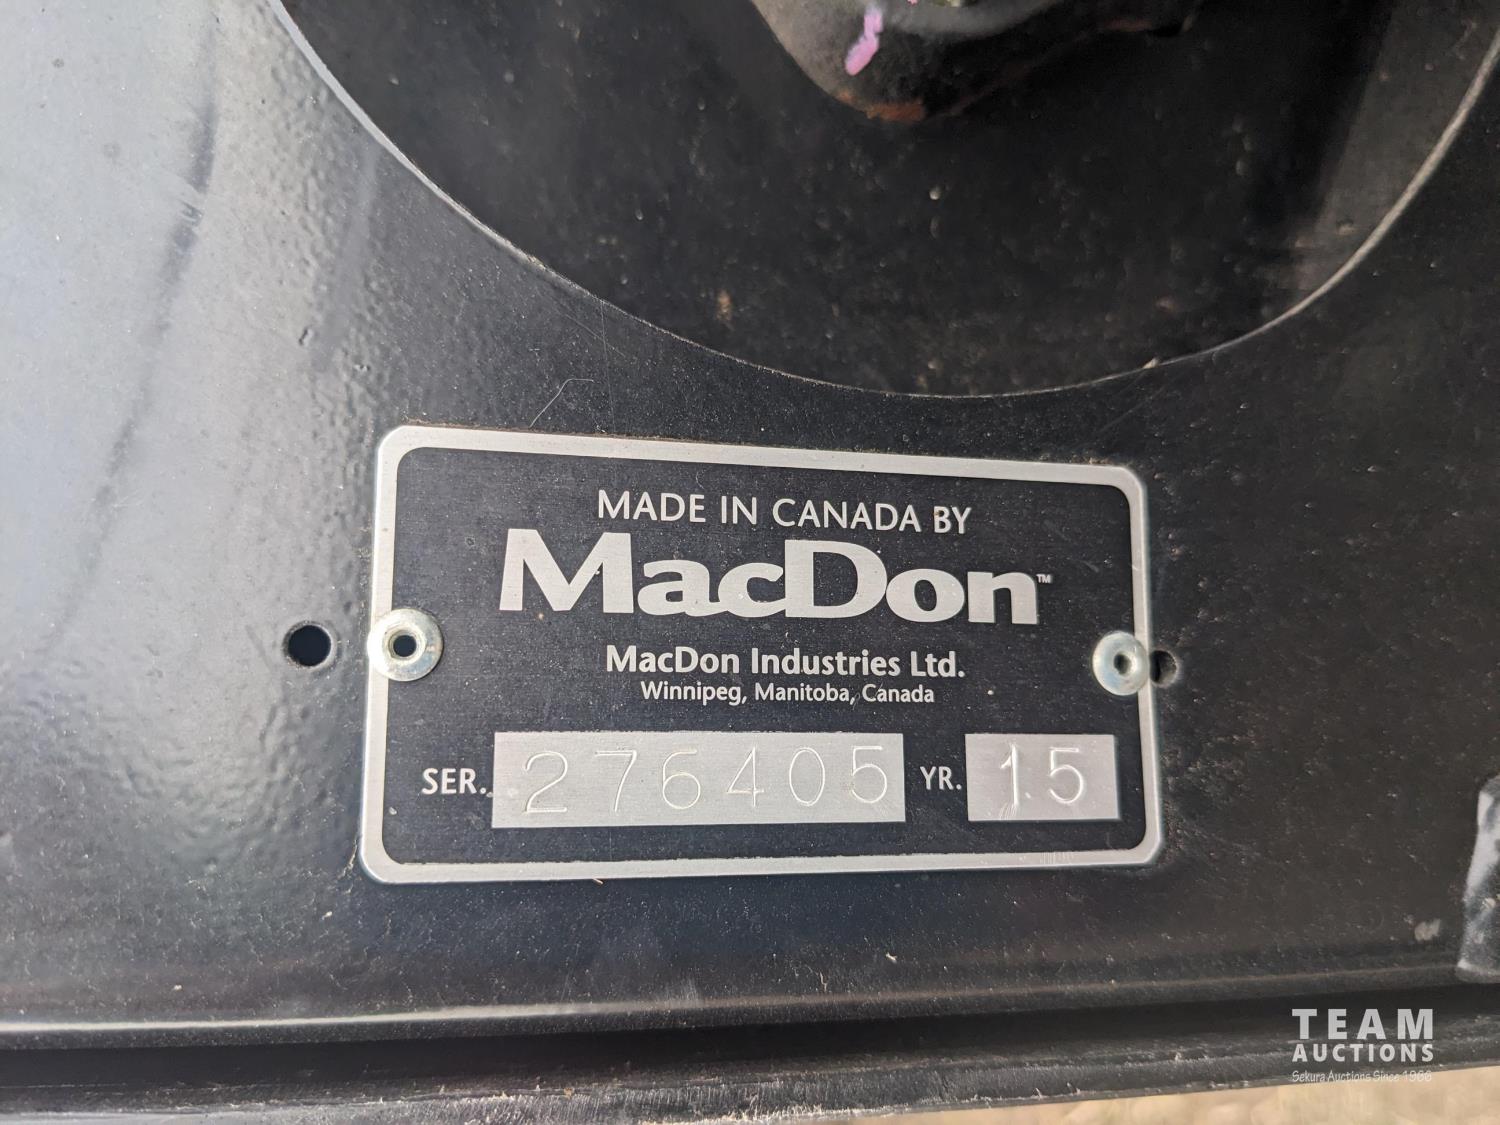 MADE IN CANADA BY
MacDon™
MacDon Industries Ltd.
Winnipeg, Manitoba, Canada
SER. 276405 YR. 15
TEAM
AUCTIONS
Sekura Auctions Since 1966